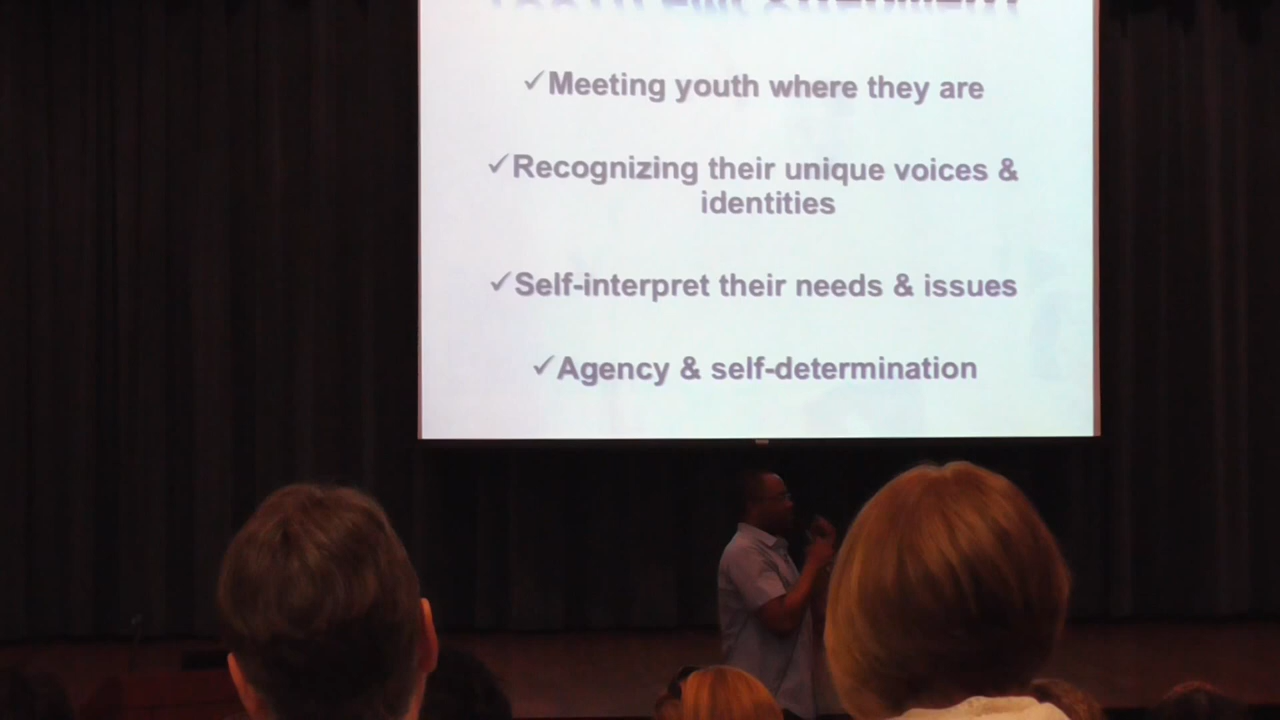 ✓Meeting youth where they are
✓Recognizing their unique voices &
identities
✓Self-interpret their needs & issues
✓Agency & self-determination